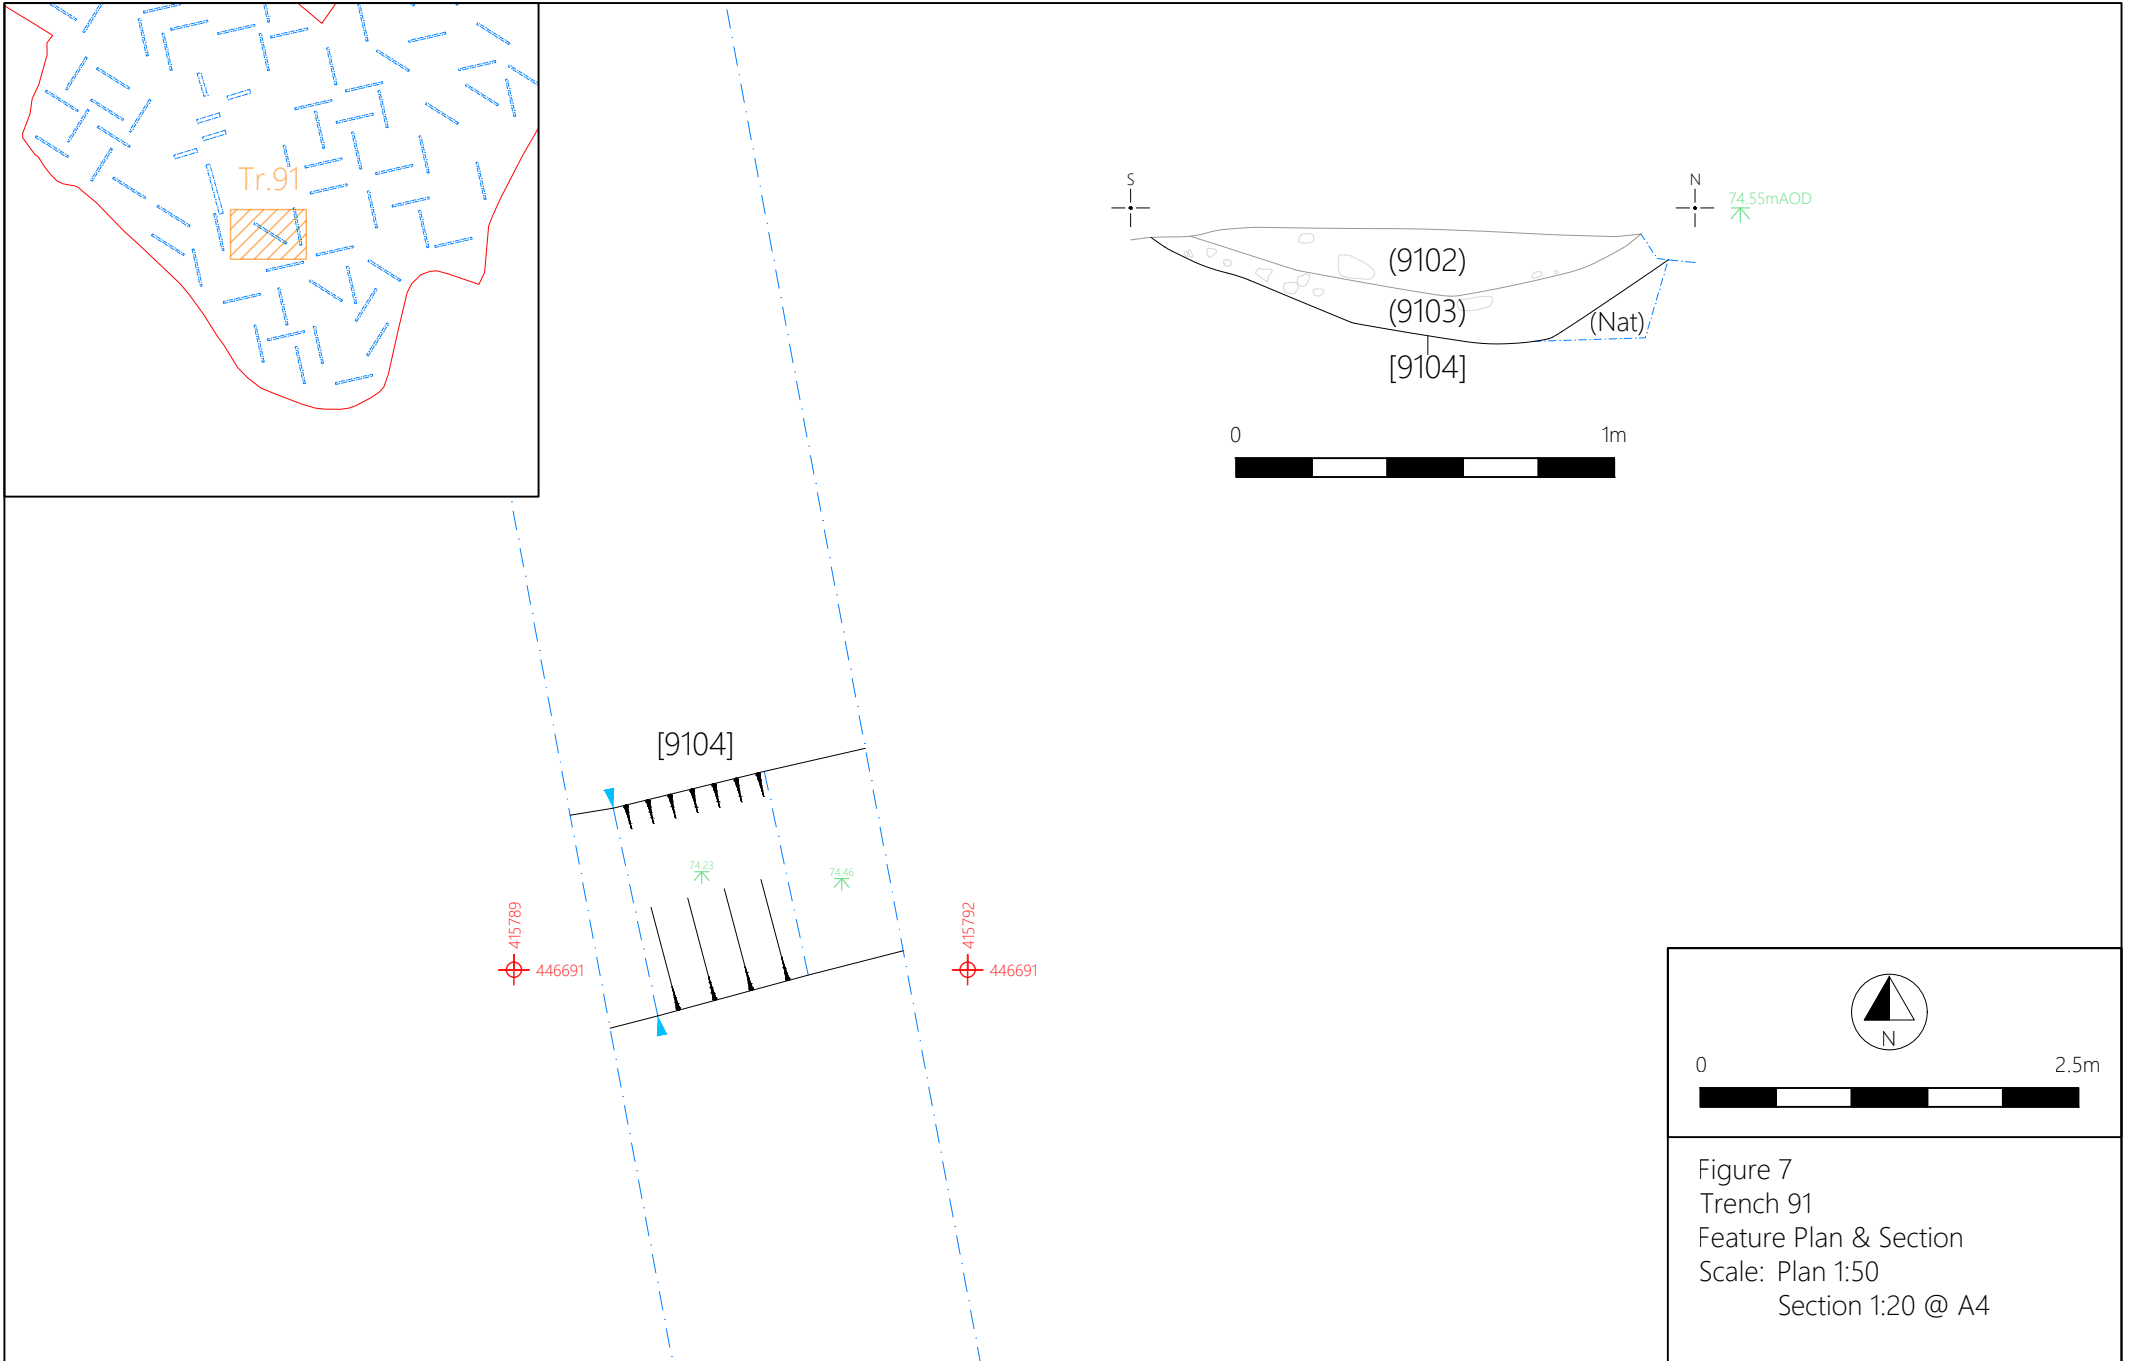 Tr.91
S
N
74.55mAOD
(9102)
(9103)
(Nat)
[9104]
0 1m
[9104]
74.23
74.46
415789
446691
415792
446691
N
0 2.5m
Figure 7
Trench 91
Feature Plan & Section
Scale: Plan 1:50
Section 1:20 @ A4